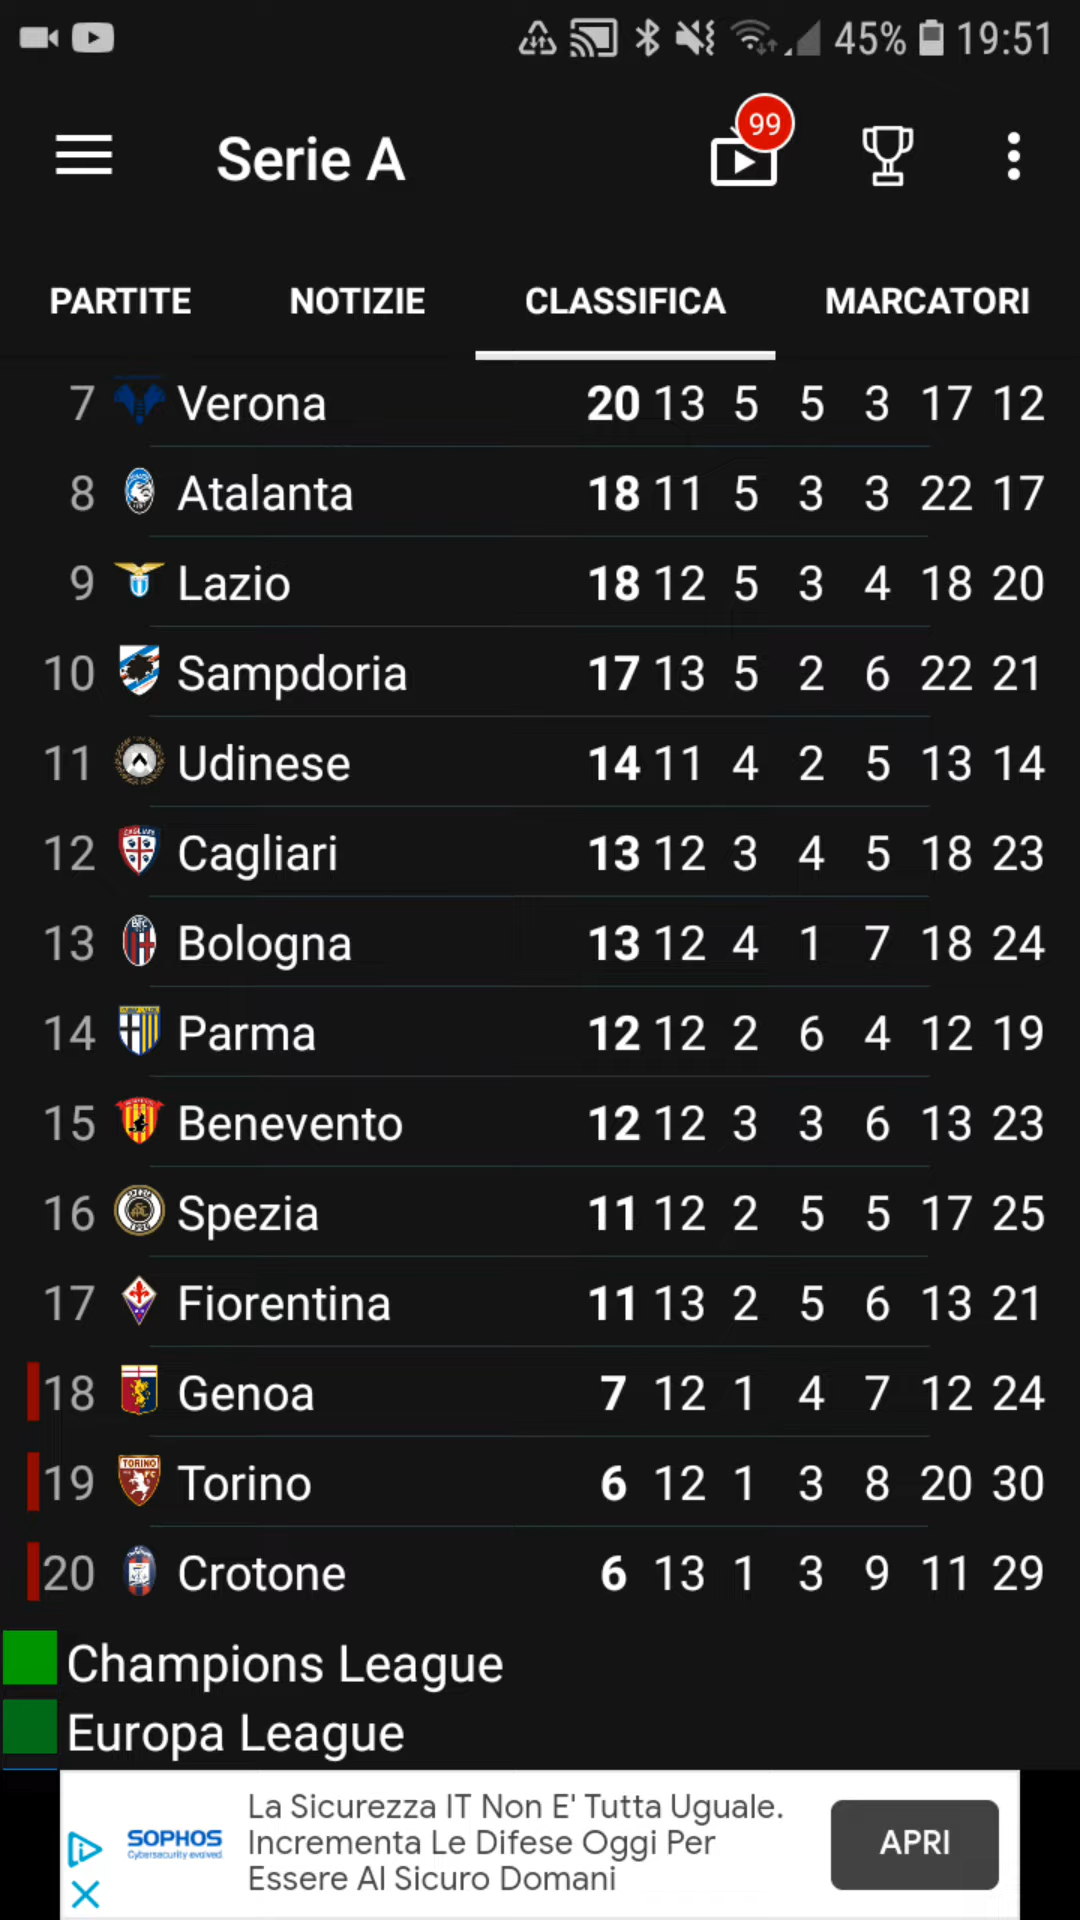 45% 19:51
Serie A 99
PARTITE NOTIZIE CLASSIFICA MARCATORI
7 Verona 20 13 5 5 3 17 12
8 Atalanta 18 11 5 3 3 22 17
9 Lazio 18 12 5 3 4 18 20
10 Sampdoria 17 13 5 2 6 22 21
11 Udinese 14 11 4 2 5 13 14
12 Cagliari 13 12 3 4 5 18 23
13 Bologna 13 12 4 1 7 18 24
14 Parma 12 12 2 6 4 12 19
15 Benevento 12 12 3 3 6 13 23
16 Spezia 11 12 2 5 5 17 25
17 Fiorentina 11 13 2 5 6 13 21
18 Genoa 7 12 1 4 7 12 24
19 Torino 6 12 1 3 8 20 30
20 Crotone 6 13 1 3 9 11 29
Champions League
Europa League
SOPHOS
Cybersecurity evolved
La Sicurezza IT Non E' Tutta Uguale.
Incrementa Le Difese Oggi Per
Essere Al Sicuro Domani
APRI